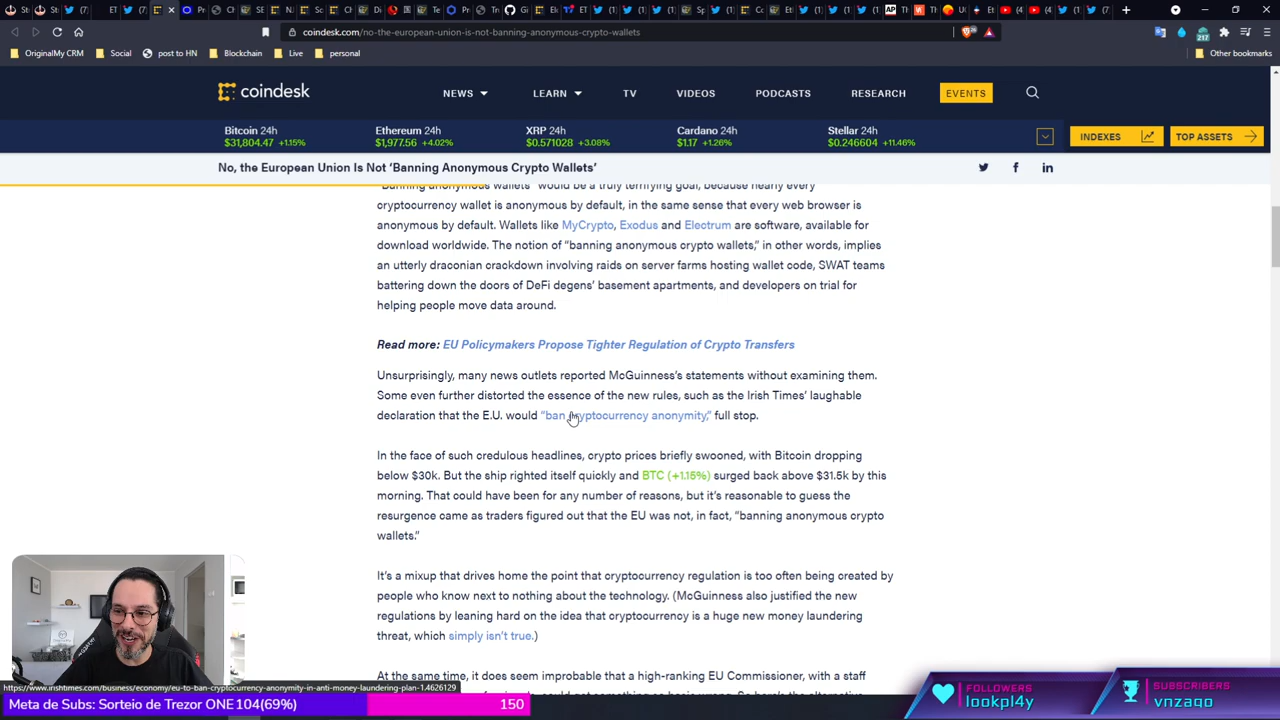 coindesk.com/no-the-european-union-is-not-banning-anonymous-crypto-wallets
217
OriginalMy CROL
Social
post to HN
Blockchain
Live
personal
Other bookmarks
coindesk
NEWS
LEARN
TV
VIDEOS
PODCASTS
RESEARCH
EVENTS
Bitcoin 24h
$31,804.47 +1.15%
Ethereum 24h
$1,977.56 +4.02%
XRP 24h
$0.571028 +3.08%
Cardano 24h
$1.17 +1.26%
Stellar 24h
$0.246604 +11.46%
INDEXES
TOP ASSETS
No, the European Union Is Not ‘Banning Anonymous Crypto Wallets’
“Banning anonymous wallets” would be a truly terrifying goal, because nearly every
cryptocurrency wallet is anonymous by default, in the same sense that every web browser is
anonymous by default. Wallets like MyCrypto, Exodus and Electrum are software, available for
download worldwide. The notion of “banning anonymous crypto wallets,” in other words, implies
an utterly draconian crackdown involving raids on server farms hosting wallet code, SWAT teams
battering down the doors of DeFi degens’ basement apartments, and developers on trial for
helping people move data around.
Read more: EU Policymakers Propose Tighter Regulation of Crypto Transfers
Unsurprisingly, many news outlets reported McGuinness’s statements without examining them.
Some even further distorted the essence of the new rules, such as the Irish Times’ laughable
declaration that the E.U. would “ban cryptocurrency anonymity,” full stop.
In the face of such credulous headlines, crypto prices briefly swooned, with Bitcoin dropping
below $30k. But the ship righted itself quickly and BTC (+1.15%) surged back above $31.5k by this
morning. That could have been for any number of reasons, but it’s reasonable to guess the
resurgence came as traders figured out that the EU was not, in fact, “banning anonymous crypto
wallets.”
It’s a mixup that drives home the point that cryptocurrency regulation is too often being created by
people who know next to nothing about the technology. (McGuinness also justified the new
regulations by leaning hard on the idea that cryptocurrency is a huge new money laundering
threat, which simply isn’t true.)
At the same time, it does seem improbable that a high-ranking EU Commissioner, with a staff
https://www.irishtimes.com/business/economy/eu-to-ban-cryptocurrency-anonymity-in-anti-money-laundering-plan-1.4626129
Meta de Subs: Sorteio de Trezor ONE 104(69%)
150
FOLLOWERS
lookpl4y
SUBSCRIBERS
vnzago